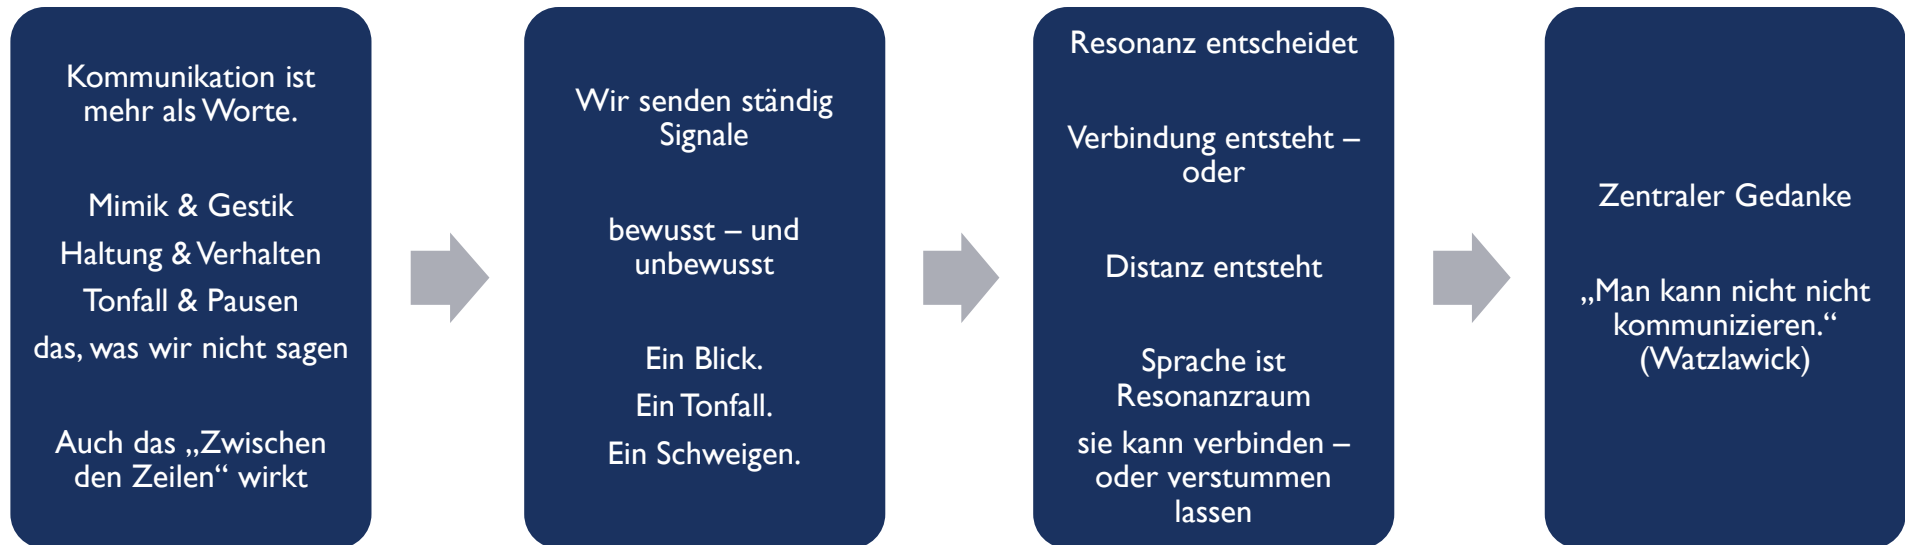 Kommunikation ist
mehr als Worte.
Mimik & Gestik
Haltung & Verhalten
Tonfall & Pausen
das, was wir nicht sagen
Auch das „Zwischen
den Zeilen“ wirkt
Wir senden ständig
Signale
bewusst – und
unbewusst
Ein Blick.
Ein Tonfall.
Ein Schweigen.
Resonanz entscheidet
Verbindung entsteht –
oder
Distanz entsteht
Sprache ist
Resonanzraum
sie kann verbinden –
oder verstummen
lassen
Zentraler Gedanke
„Man kann nicht nicht
kommunizieren.“
(Watzlawick)